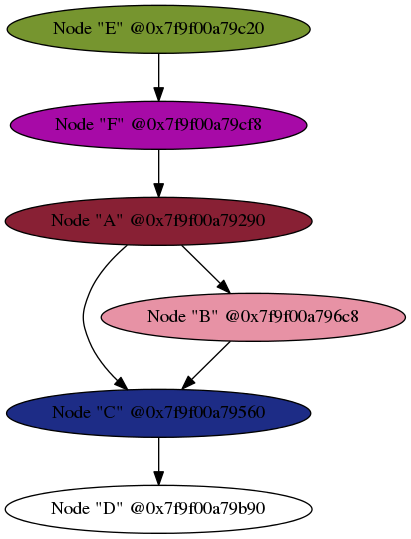 Node "E" @0x7f9f00a79c20
Node "F" @0x7f9f00a79cf8
Node "A" @0x7f9f00a79290
Node "B" @0x7f9f00a796c8
Node "C" @0x7f9f00a79560
Node "D" @0x7f9f00a79b90